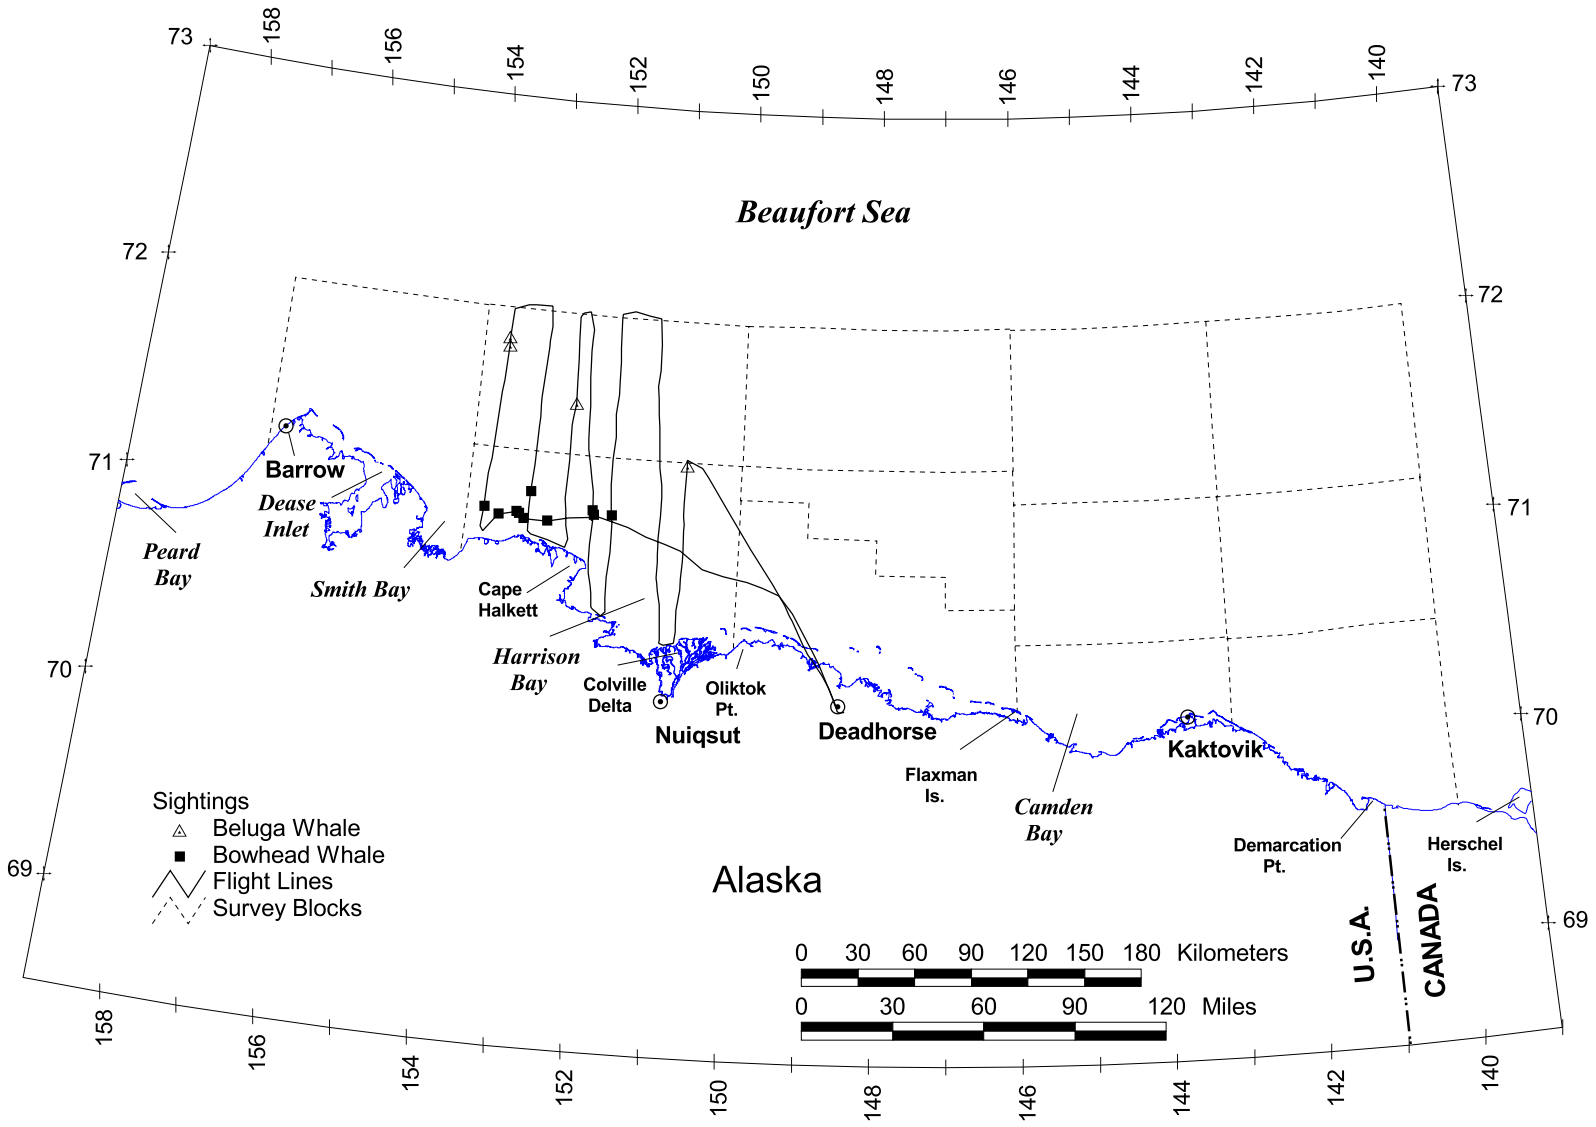 158
156
154
152
150
148
146
144
142
140
73
73
Beaufort Sea
72
72
71
71
Barrow
Dease
Inlet
Peard
Bay
Smith Bay
Cape
Halkett
Harrison
Bay
Colville
Delta
Oliktok
Pt.
Nuiqsut
Deadhorse
Kaktovik
70
70
Flaxman
Is.
Camden
Bay
Demarcation
Pt.
Herschel
Is.
Sightings
Beluga Whale
Bowhead Whale
Flight Lines
Survey Blocks
69
69
Alaska
U.S.A.
CANADA
0 30 60 90 120 150 180 Kilometers
0 30 60 90 120 Miles
158
156
154
152
150
148
146
144
142
140